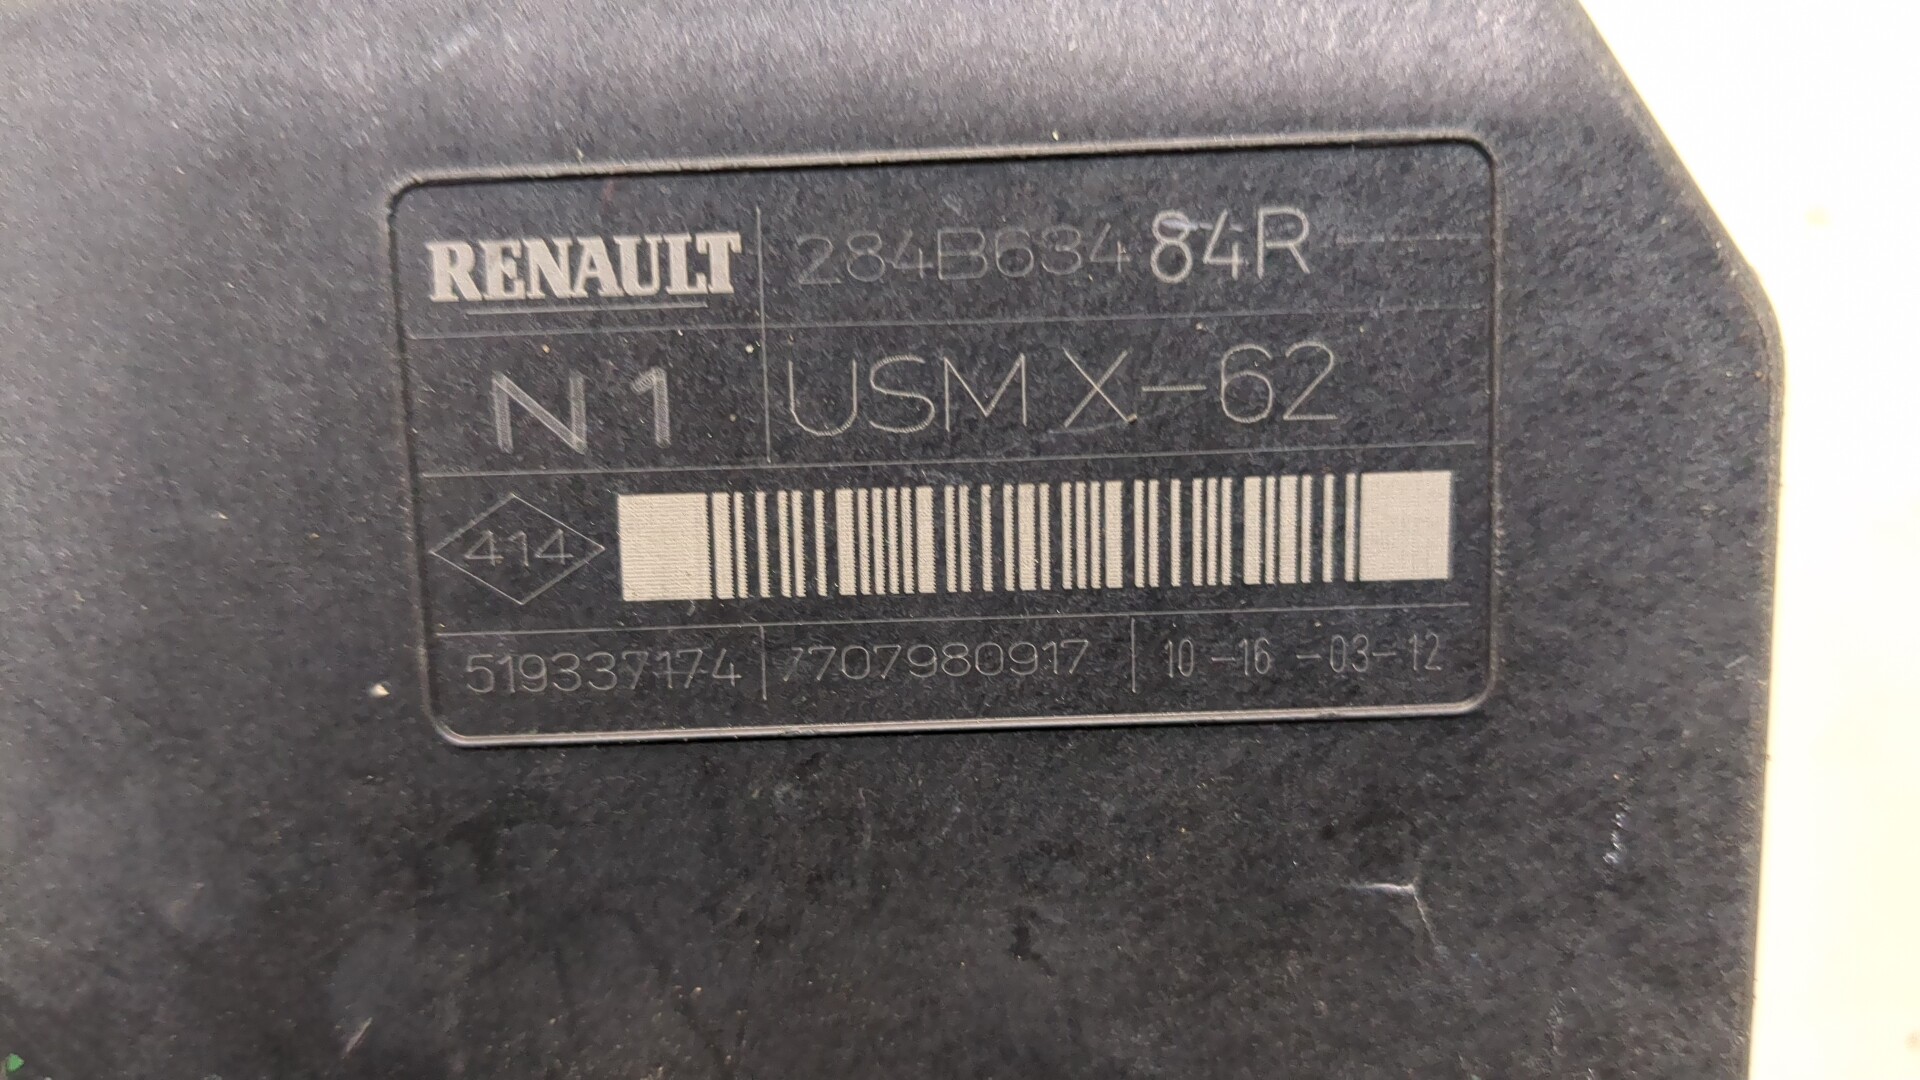 RENAULT 284B63484R
N1 USM X-62
414
519337174 7707980917 10-16-03-12